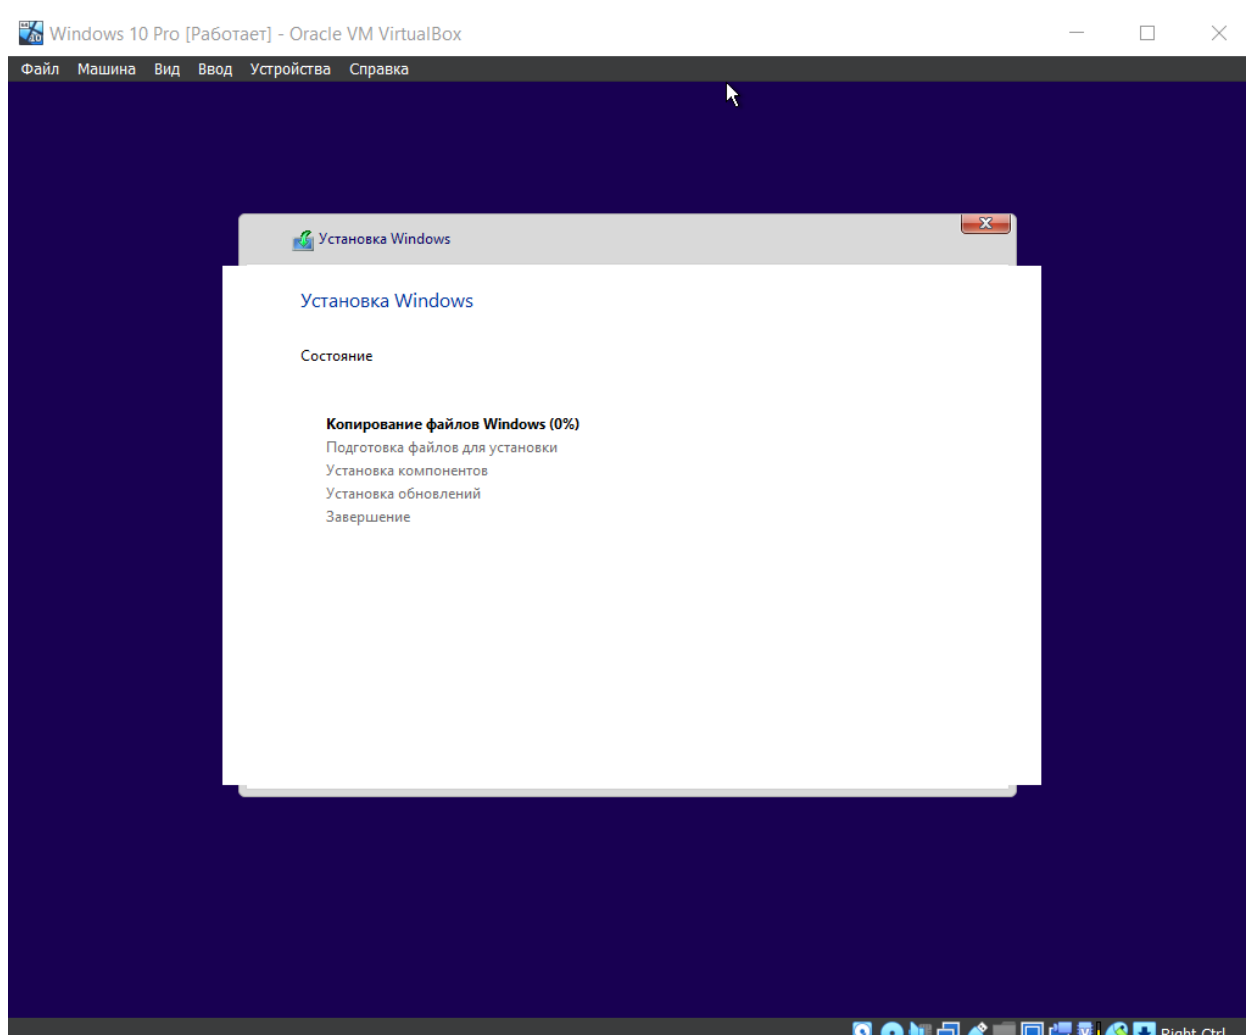 Windows 10 Pro [Работает] - Oracle VM VirtualBox
Файл Машина Вид Ввод Устройства Справка
Установка Windows
Установка Windows
Состояние
Копирование файлов Windows (0%)
Подготовка файлов для установки
Установка компонентов
Установка обновлений
Завершение
Right Ctrl